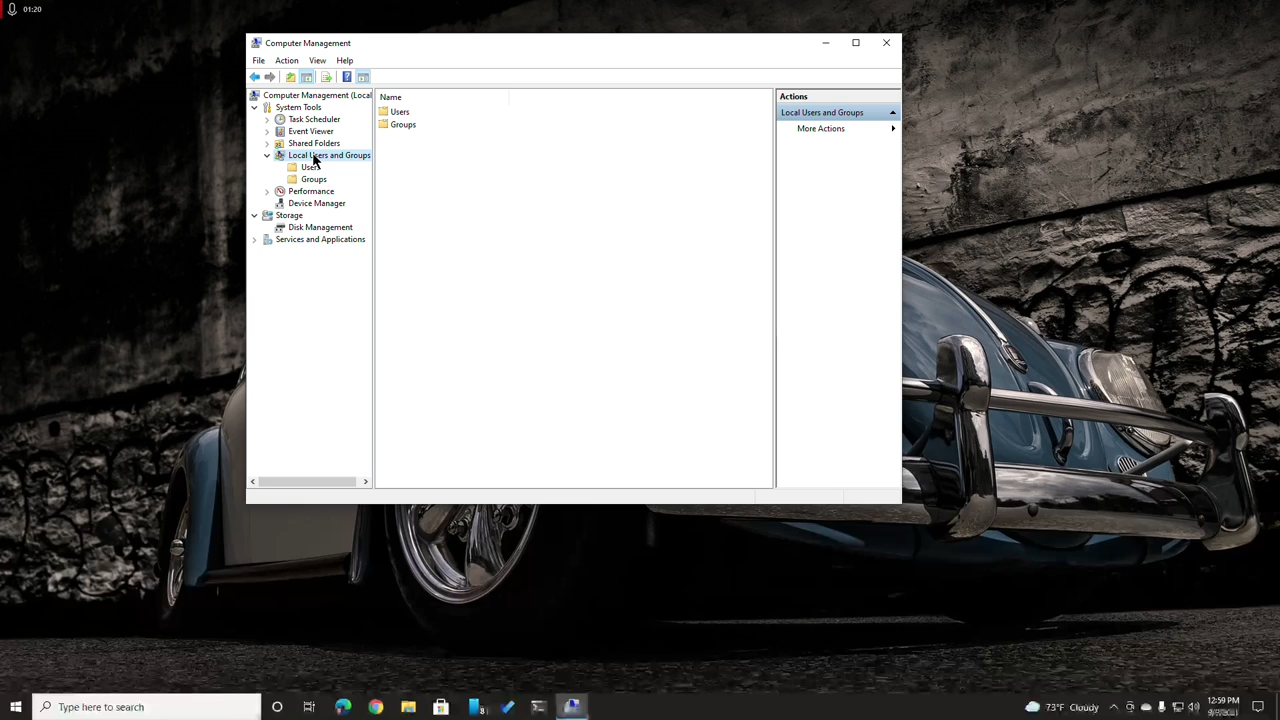 01:20
Computer Management
File Action View Help
Computer Management (Local
System Tools
Task Scheduler
Event Viewer
Shared Folders
Local Users and Groups
Groups
Performance
Device Manager
Storage
Disk Management
Services and Applications
Name
Users
Groups
Actions
Local Users and Groups
More Actions
Type here to search
73°F Cloudy
12:59 PM